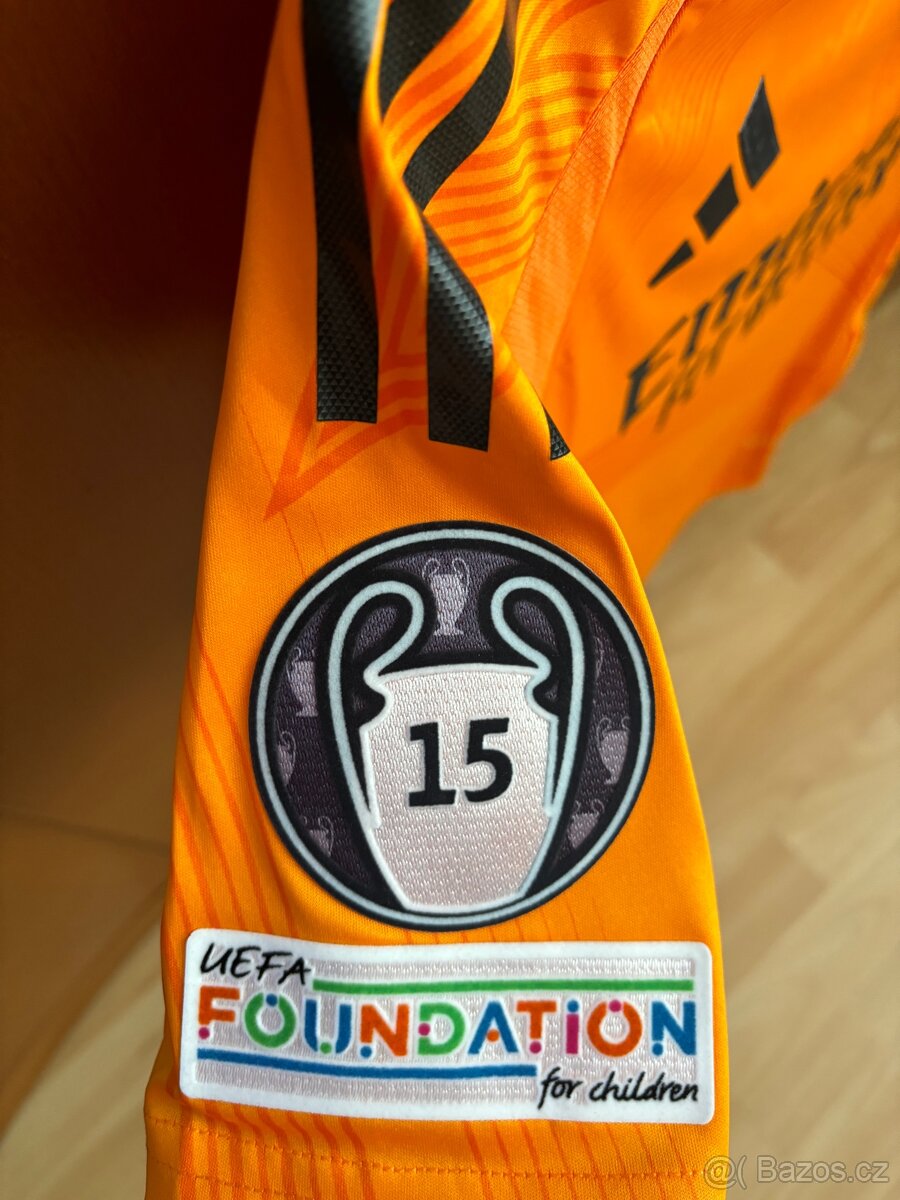 15
UEFA
FOUNDATION
for children
@( Bazos.cz